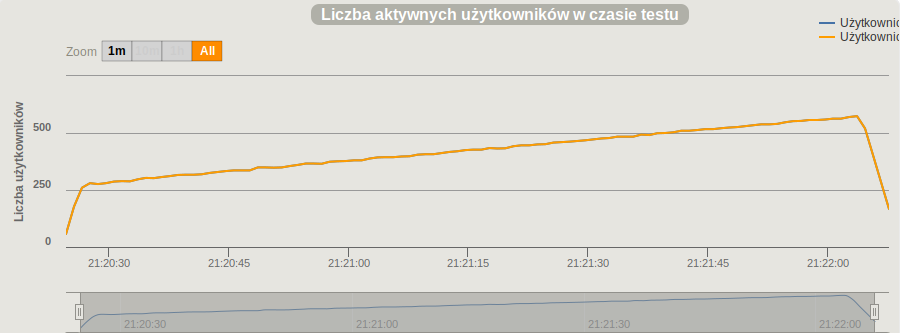 Liczba aktywnych użytkowników w czasie testu
Użytkownic
Użytkownic
Zoom 1m 10m 1h All
Liczba użytkowników
500
250
0
21:20:30 21:20:45 21:21:00 21:21:15 21:21:30 21:21:45 21:22:00
21:20:30 21:21:00 21:21:30 21:22:00